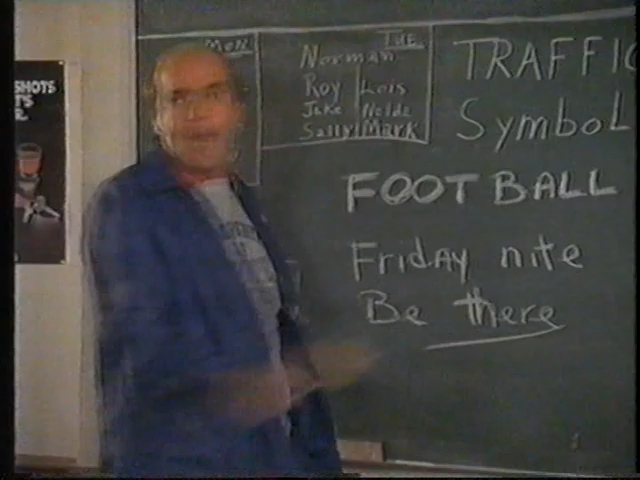 SHOTS
MON
TUE
Norman
Roy Lois
Jake Nelda
Sally Mark
TRAFFIC
SymboL
FOOTBALL
FRidAy nite
Be there